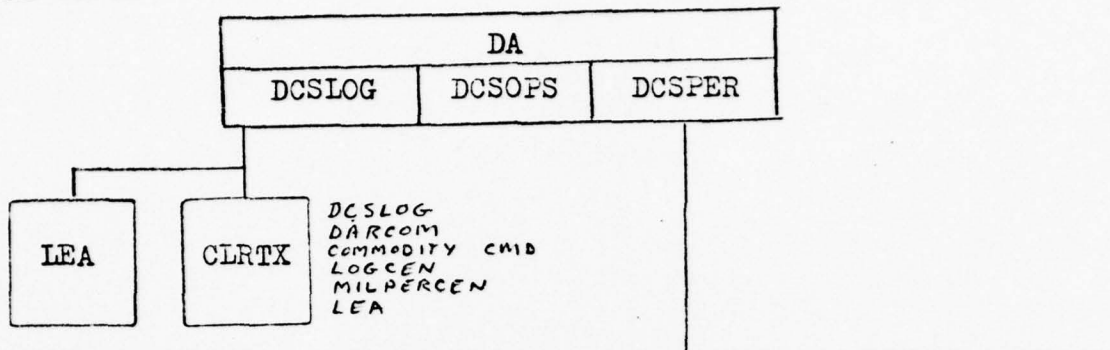 DA
DCSLOG DCSOPS DCSPER
LEA
CLRTX
DCSLOG
DARCOM
COMMODITY CMD
LOGCEN
MILPERCEN
LEA